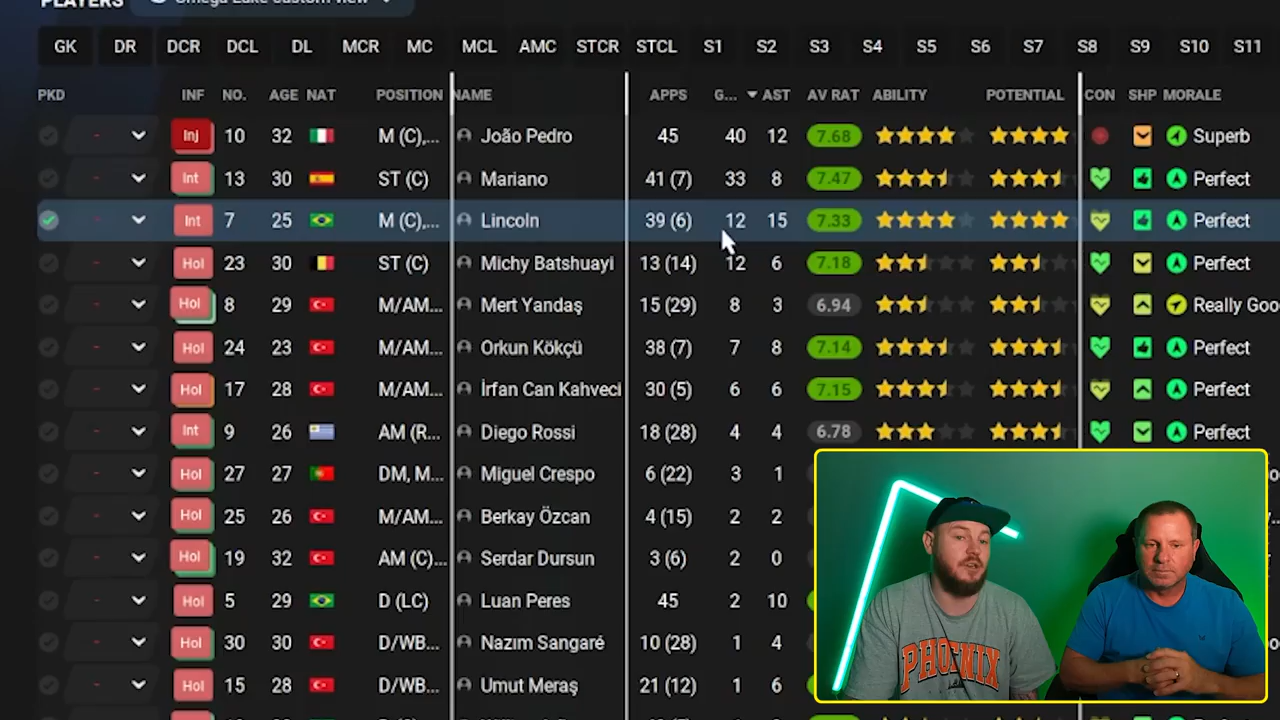 PLAYERS Omega Luke custom view
GK DR DCR DCL DL MCR MC MCL AMC STCR STCL S1 S2 S3 S4 S5 S6 S7 S8 S9 S10 S11
PKD INF NO. AGE NAT POSITION NAME APPS G... AST AV RAT ABILITY POTENTIAL CON SHP MORALE
- Inj 10 32 M (C),... João Pedro 45 40 12 7.68 Superb
- Int 13 30 ST (C) Mariano 41 (7) 33 8 7.47 Perfect
- Int 7 25 M (C),... Lincoln 39 (6) 12 15 7.33 Perfect
- Hol 23 30 ST (C) Michy Batshuayi 13 (14) 12 6 7.18 Perfect
- Hol 8 29 M/AM... Mert Yandaş 15 (29) 8 3 6.94 Really Goo
- Hol 24 23 M/AM... Orkun Kökçü 38 (7) 7 8 7.14 Perfect
- Hol 17 28 M/AM... İrfan Can Kahveci 30 (5) 6 6 7.15 Perfect
- Int 9 26 AM (R... Diego Rossi 18 (28) 4 4 6.78 Perfect
- Hol 27 27 DM, M... Miguel Crespo 6 (22) 3 1
- Hol 25 26 M/AM... Berkay Özcan 4 (15) 2 2
- Hol 19 32 AM (C)... Serdar Dursun 3 (6) 2 0
- Hol 5 29 D (LC) Luan Peres 45 2 10
- Hol 30 30 D/WB... Nazım Sangaré 10 (28) 1 4
- Hol 15 28 D/WB... Umut Meraş 21 (12) 1 6
PHOENIX